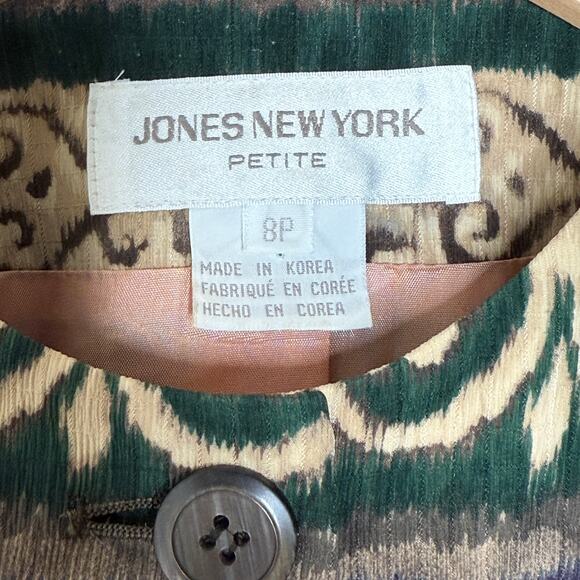 JONES NEW YORK
PETITE
8P
MADE IN KOREA
FABRIQUÉ EN CORÉE
HECHO EN COREA